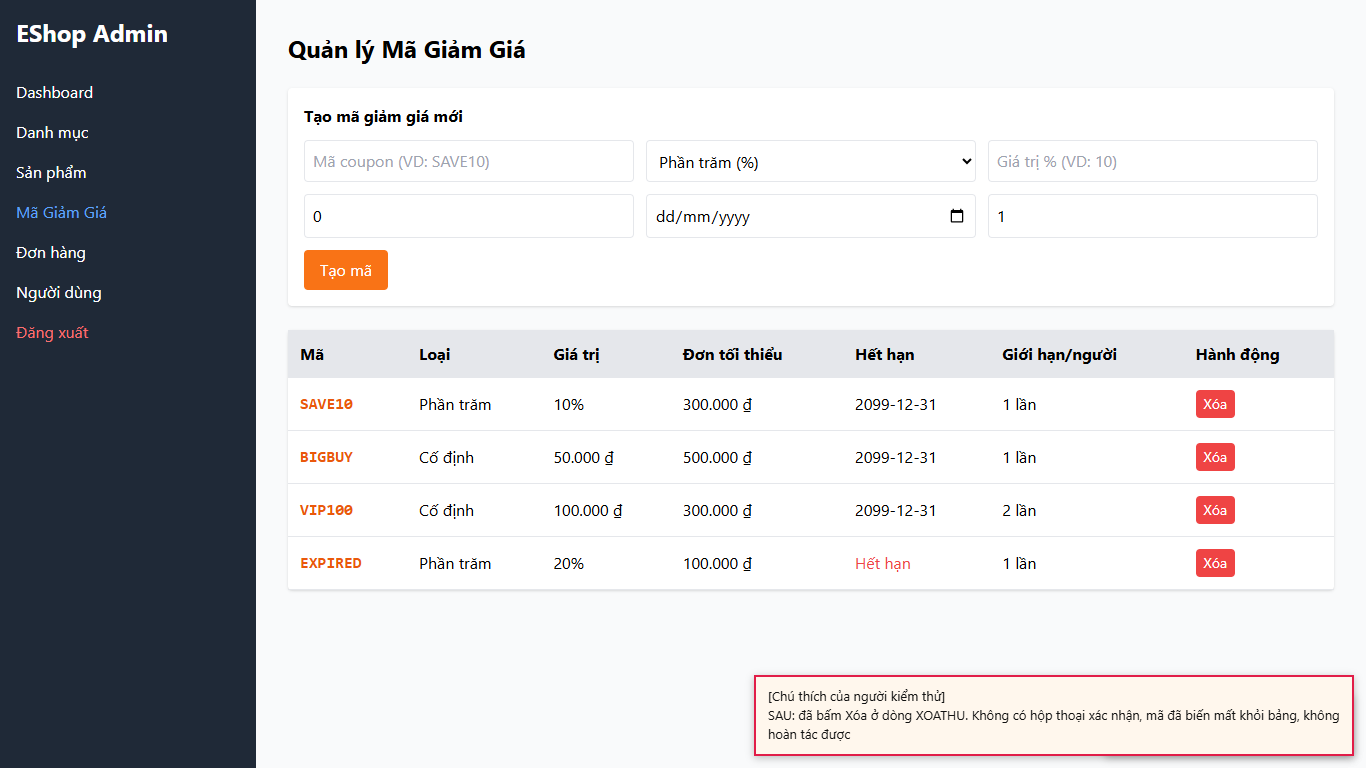 EShop Admin
Dashboard
Danh mục
Sản phẩm
Mã Giảm Giá
Đơn hàng
Người dùng
Đăng xuất
Quản lý Mã Giảm Giá
Tạo mã giảm giá mới
Mã coupon (VD: SAVE10) Phần trăm (%) Giá trị % (VD: 10)
0 dd/mm/yyyy 1
Tạo mã
Mã Loại Giá trị Đơn tối thiểu Hết hạn Giới hạn/người Hành động
SAVE10 Phần trăm 10% 300.000 ₫ 2099-12-31 1 lần Xóa
BIGBUY Cố định 50.000 ₫ 500.000 ₫ 2099-12-31 1 lần Xóa
VIP100 Cố định 100.000 ₫ 300.000 ₫ 2099-12-31 2 lần Xóa
EXPIRED Phần trăm 20% 100.000 ₫ Hết hạn 1 lần Xóa
[Chú thích của người kiểm thử]
SAU: đã bấm Xóa ở dòng XOATHU. Không có hộp thoại xác nhận, mã đã biến mất khỏi bảng, không
hoàn tác được